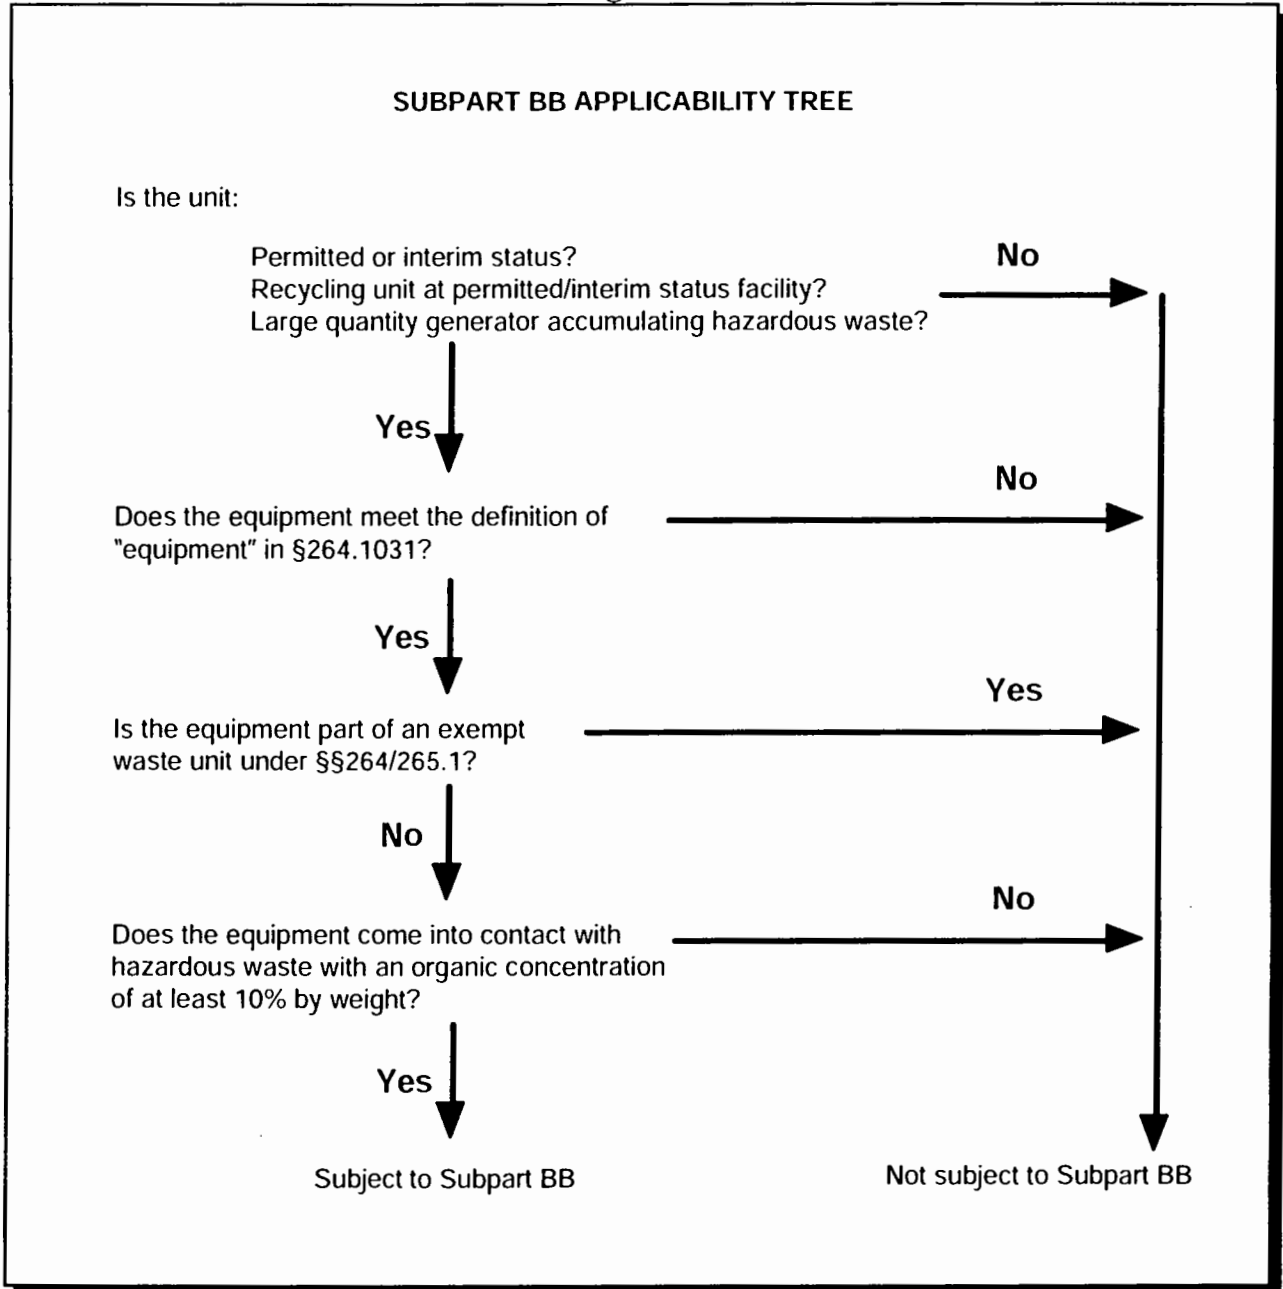 SUBPART BB APPLICABILITY TREE
Is the unit:
Permitted or interim status?
Recycling unit at permitted/interim status facility?
Large quantity generator accumulating hazardous waste?
No
Yes
Does the equipment meet the definition of
"equipment" in §264.1031?
No
Yes
Is the equipment part of an exempt
waste unit under §§264/265.1?
Yes
No
Does the equipment come into contact with
hazardous waste with an organic concentration
of at least 10% by weight?
No
Yes
Subject to Subpart BB
Not subject to Subpart BB